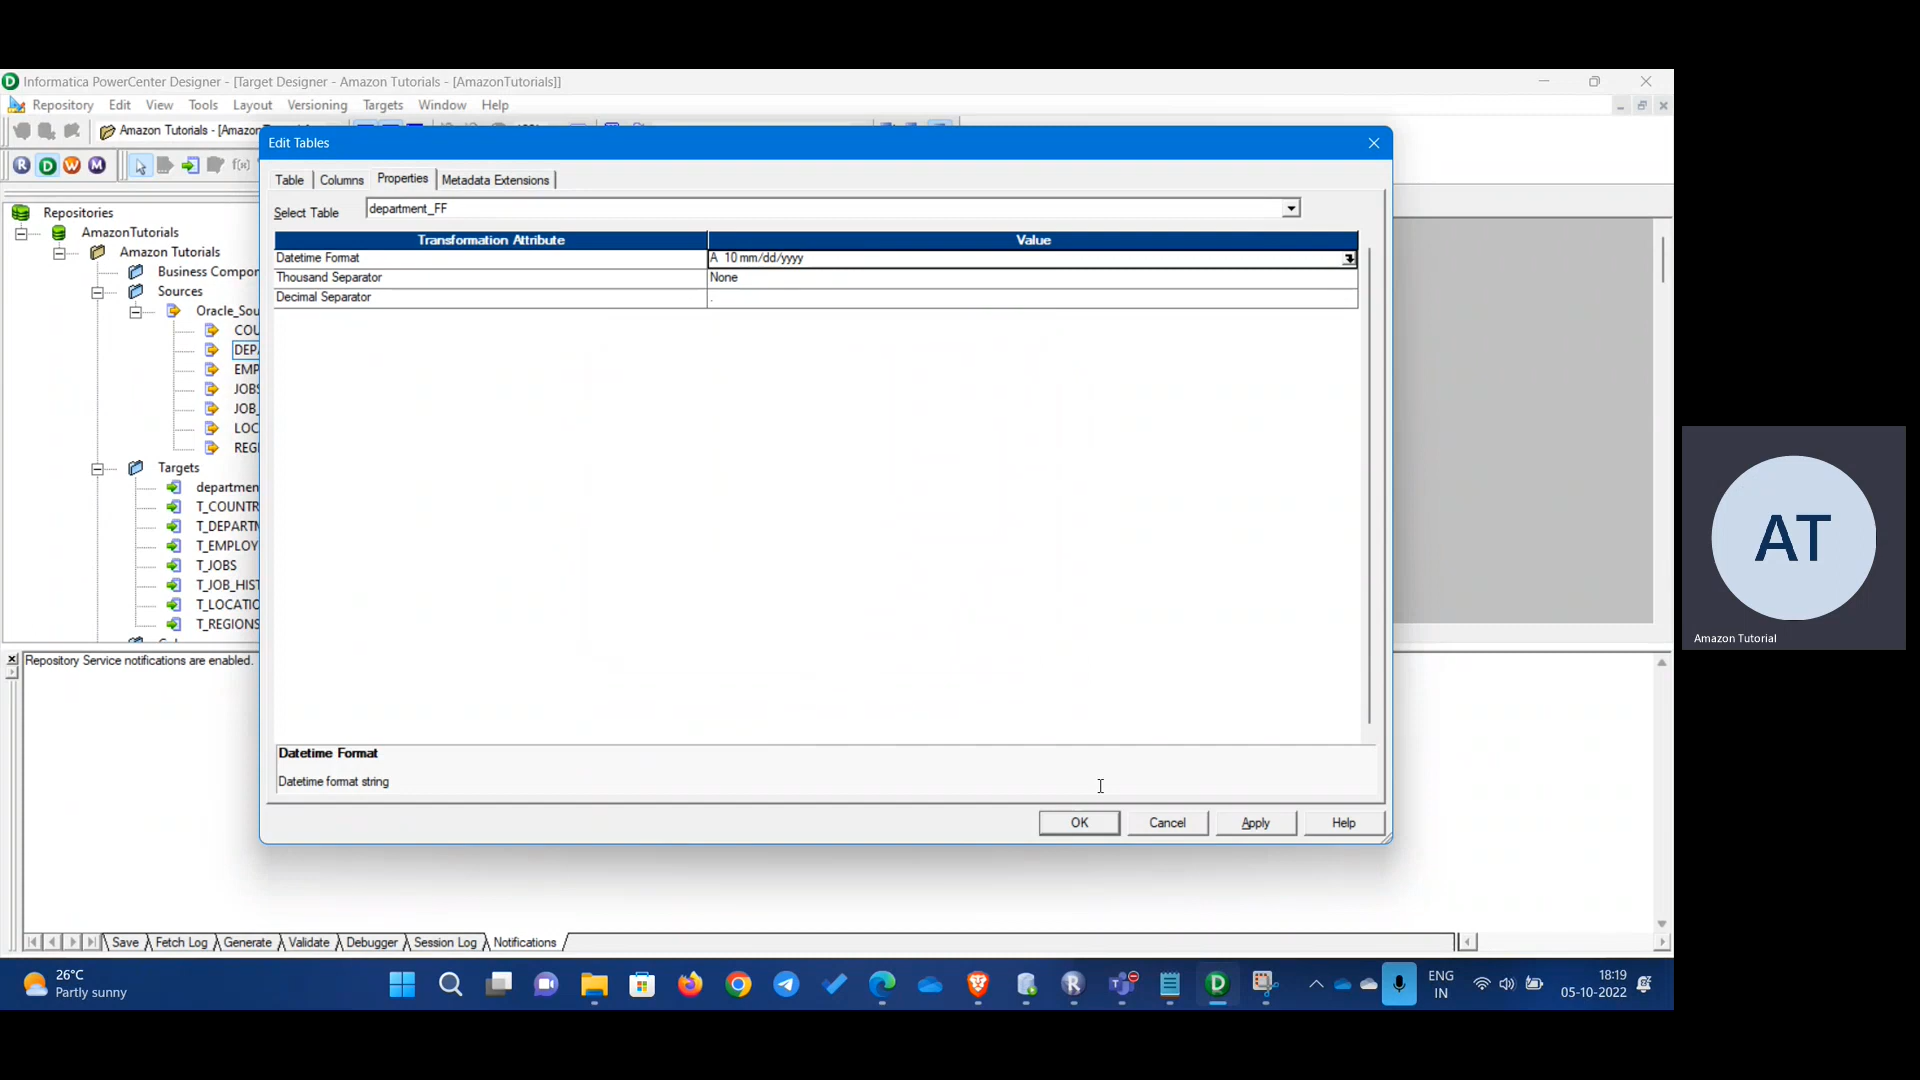 Informatica PowerCenter Designer - [Target Designer - Amazon Tutorials - [AmazonTutorials]]
Repository Edit View Tools Layout Versioning Targets Window Help
Amazon Tutorials - [Amazon
Edit Tables
R D W M f(x)
Table Columns Properties Metadata Extensions
Select Table department_FF
Transformation Attribute Value
Datetime Format A 10 mm/dd/yyyy
Thousand Separator None
Decimal Separator .
Repositories
AmazonTutorials
Amazon Tutorials
Business Compon
Sources
Oracle_Sou
COU
DEPA
EMP
JOBS
JOB_
LOC
REGI
Targets
departmen
T_COUNTR
T_DEPARTM
T_EMPLOY
T_JOBS
T_JOB_HIST
T_LOCATIO
T_REGIONS
Repository Service notifications are enabled.
Datetime Format
Datetime format string
OK Cancel Apply Help
Save Fetch Log Generate Validate Debugger Session Log Notifications
AT
Amazon Tutorial
26°C
Partly sunny
ENG
IN
18:19
05-10-2022